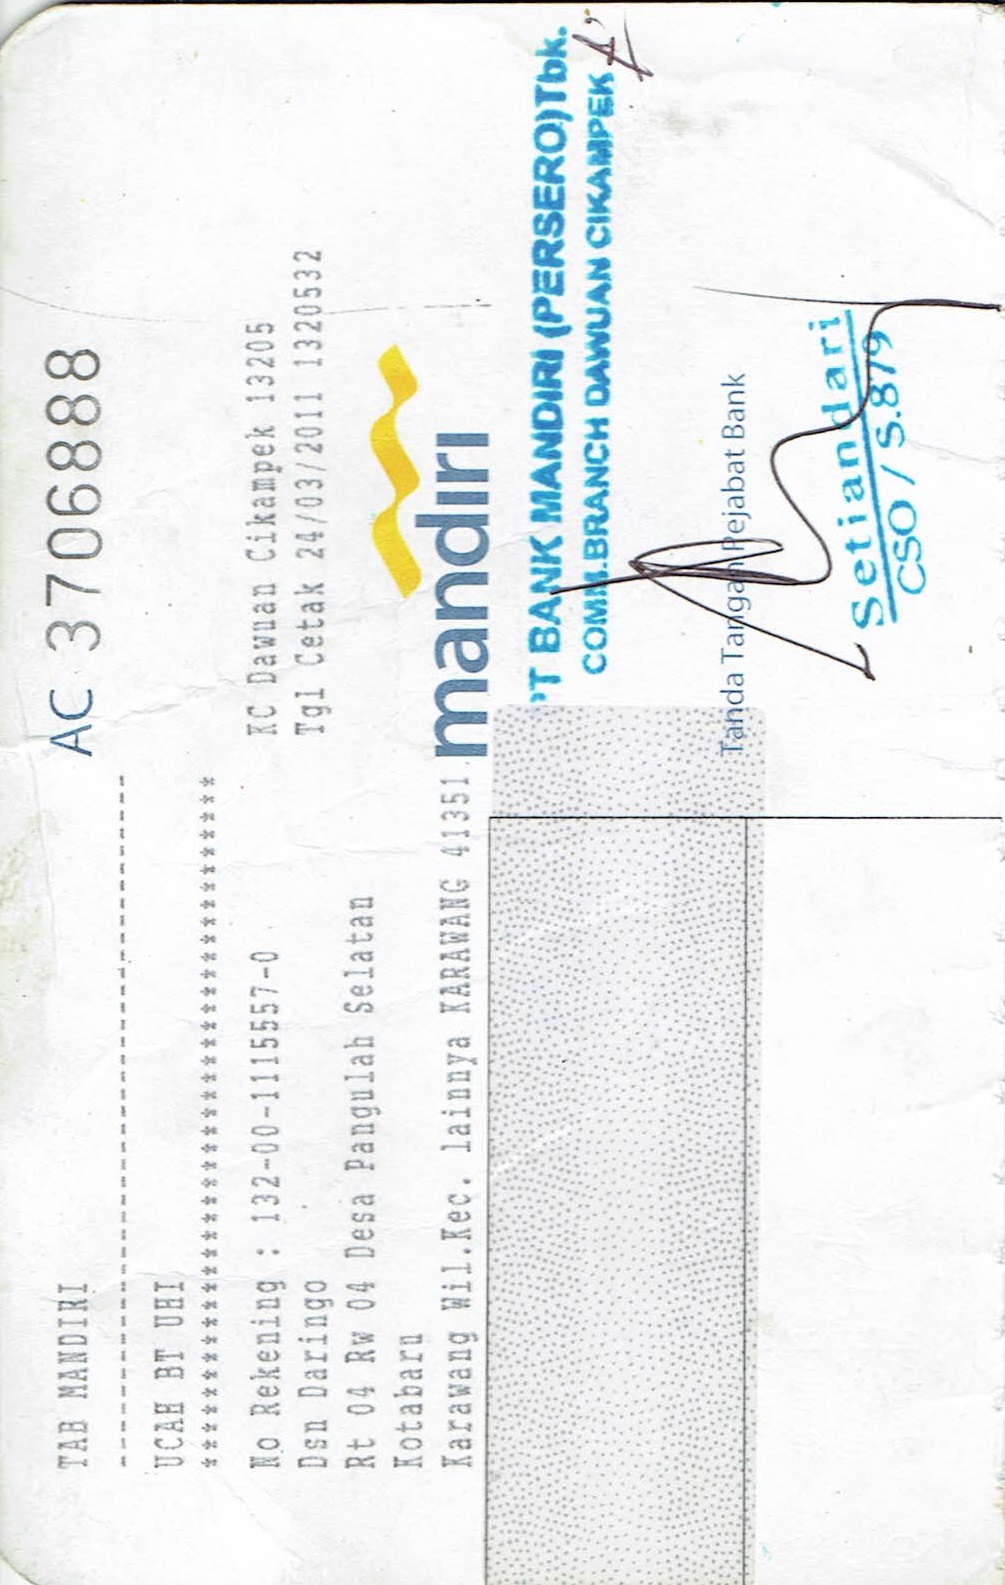 TAB MANDIRI
AC 3706888
UCAH BT UHI
****************************************
No Rekening : 132-00-1115557-0
Dsn Daringo
Rt 04 Rw 04 Desa Pangulah Selatan
Kotabaru
Karawang Wil.Kec. lainnya KARAWANG 41351
KC Dawuan Cikampek 13205
Tgl Cetak 24/03/2011 1320532
mandiri
PT BANK MANDIRI (PERSERO)Tbk.
COMM.BRANCH DAWUAN CIKAMPEK
Tanda Tangan Pejabat Bank
Setiandari
CSO / S.879